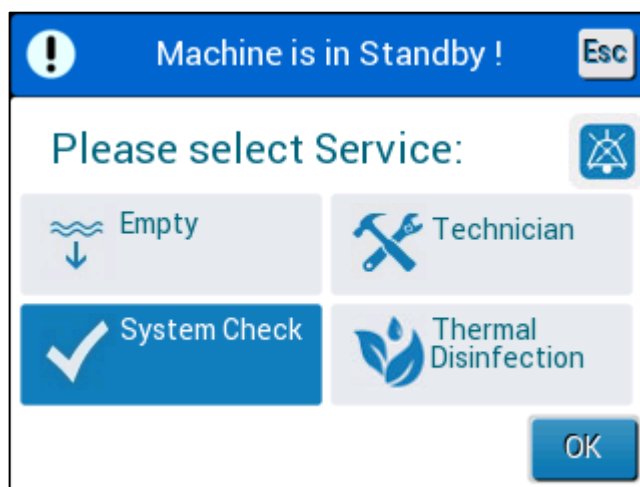 Machine is in Standby !
Esc
Please select Service:
Empty
Technician
System Check
Thermal
Disinfection
OK